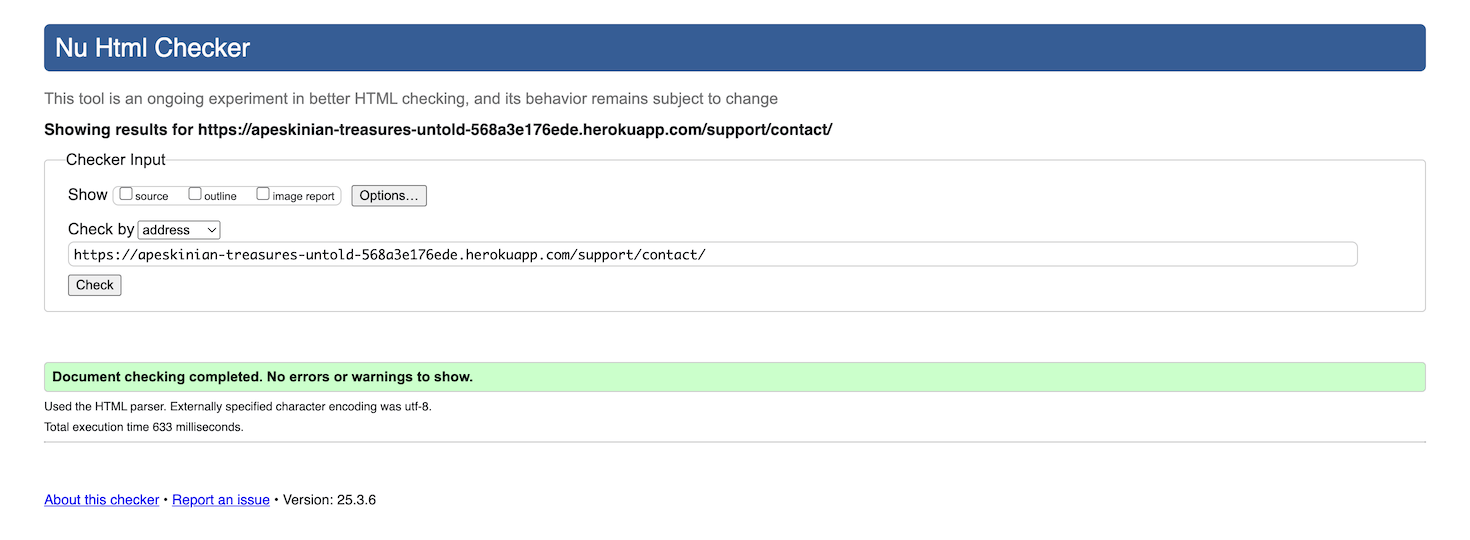 Nu Html Checker
This tool is an ongoing experiment in better HTML checking, and its behavior remains subject to change
Showing results for https://apeskinian-treasures-untold-568a3e176ede.herokuapp.com/support/contact/
Checker Input
Show source outline image report Options...
Check by address
https://apeskinian-treasures-untold-568a3e176ede.herokuapp.com/support/contact/
Check
Document checking completed. No errors or warnings to show.
Used the HTML parser. Externally specified character encoding was utf-8.
Total execution time 633 milliseconds.
About this checker • Report an issue • Version: 25.3.6